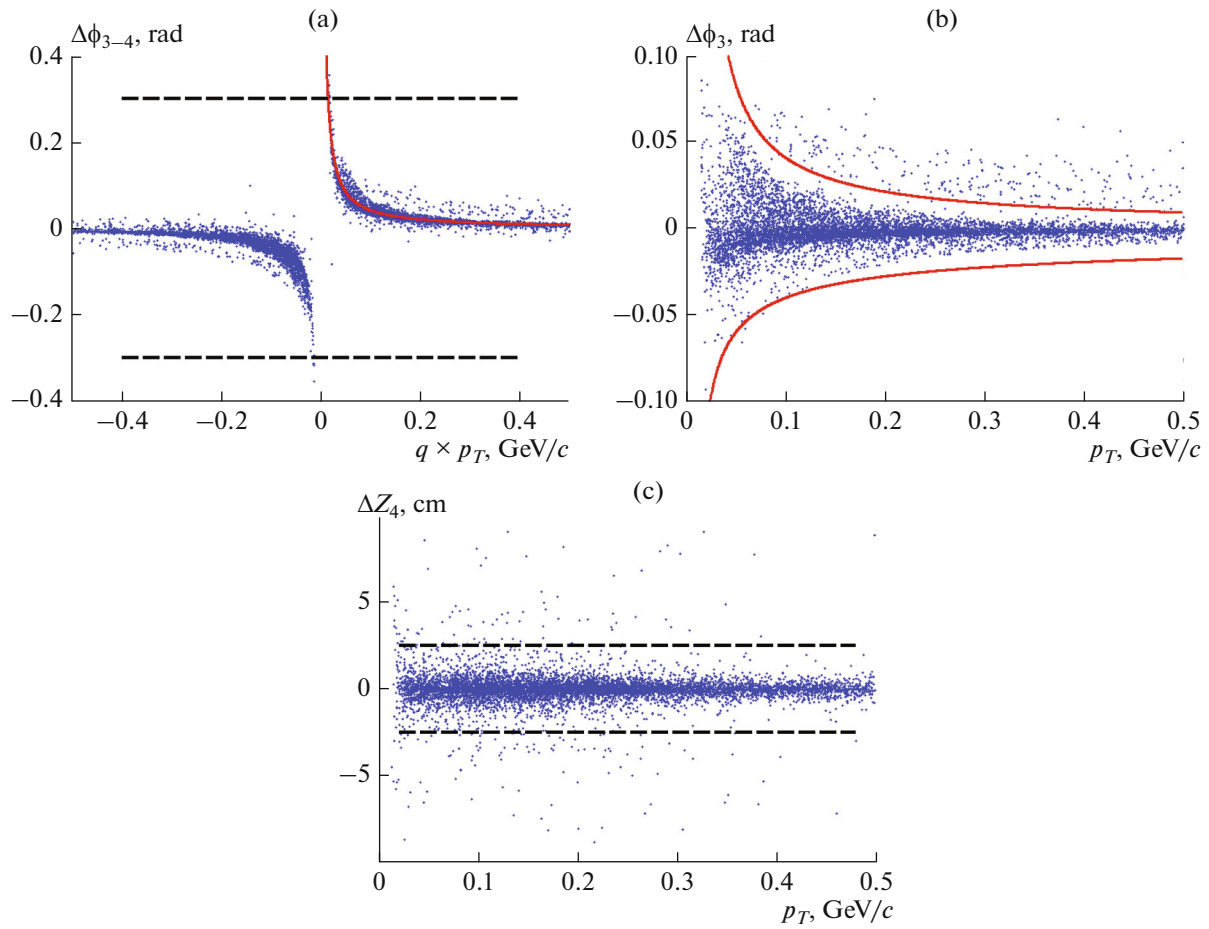 (a)
Δϕ3–4, rad
0.4
0.2
0
−0.2
−0.4
−0.4 −0.2 0 0.2 0.4
q × pT, GeV/c
(b)
Δϕ3, rad
0.10
0.05
0
−0.05
−0.10
0 0.1 0.2 0.3 0.4 0.5
pT, GeV/c
(c)
ΔZ4, cm
5
0
−5
0 0.1 0.2 0.3 0.4 0.5
pT, GeV/c